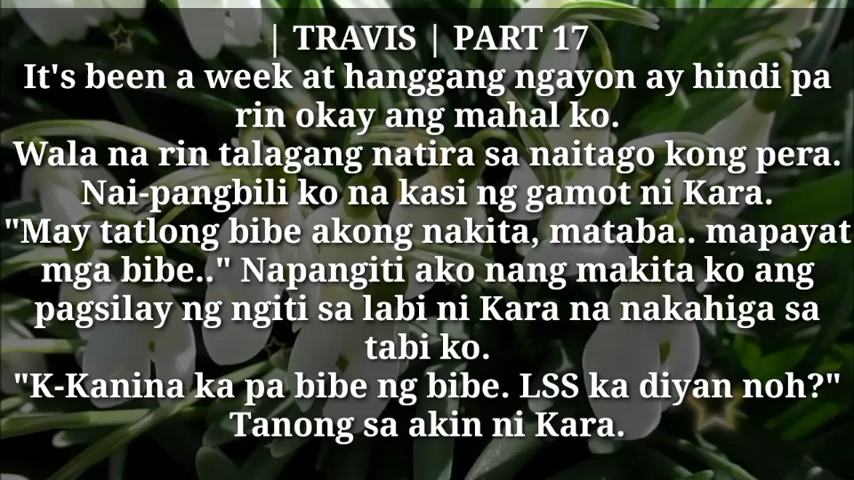 | TRAVIS | PART 17
It's been a week at hanggang ngayon ay hindi pa
rin okay ang mahal ko.
Wala na rin talagang natira sa naitago kong pera.
Nai-pangbili ko na kasi ng gamot ni Kara.
"May tatlong bibe akong nakita, mataba.. mapayat
mga bibe.." Napangiti ako nang makita ko ang
pagsilay ng ngiti sa labi ni Kara na nakahiga sa
tabi ko.
"K-Kanina ka pa bibe ng bibe. LSS ka diyan noh?"
Tanong sa akin ni Kara.